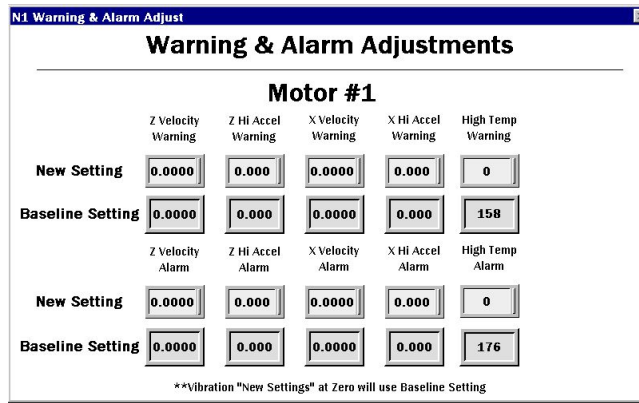 N1 Warning & Alarm Adjust
Warning & Alarm Adjustments
Motor #1
Z Velocity Warning Z Hi Accel Warning X Velocity Warning X Hi Accel Warning High Temp Warning
New Setting 0.0000 0.000 0.0000 0.000 0
Baseline Setting 0.0000 0.000 0.0000 0.000 158
Z Velocity Alarm Z Hi Accel Alarm X Velocity Alarm X Hi Accel Alarm High Temp Alarm
New Setting 0.0000 0.000 0.0000 0.000 0
Baseline Setting 0.0000 0.000 0.0000 0.000 176
**Vibration "New Settings" at Zero will use Baseline Setting